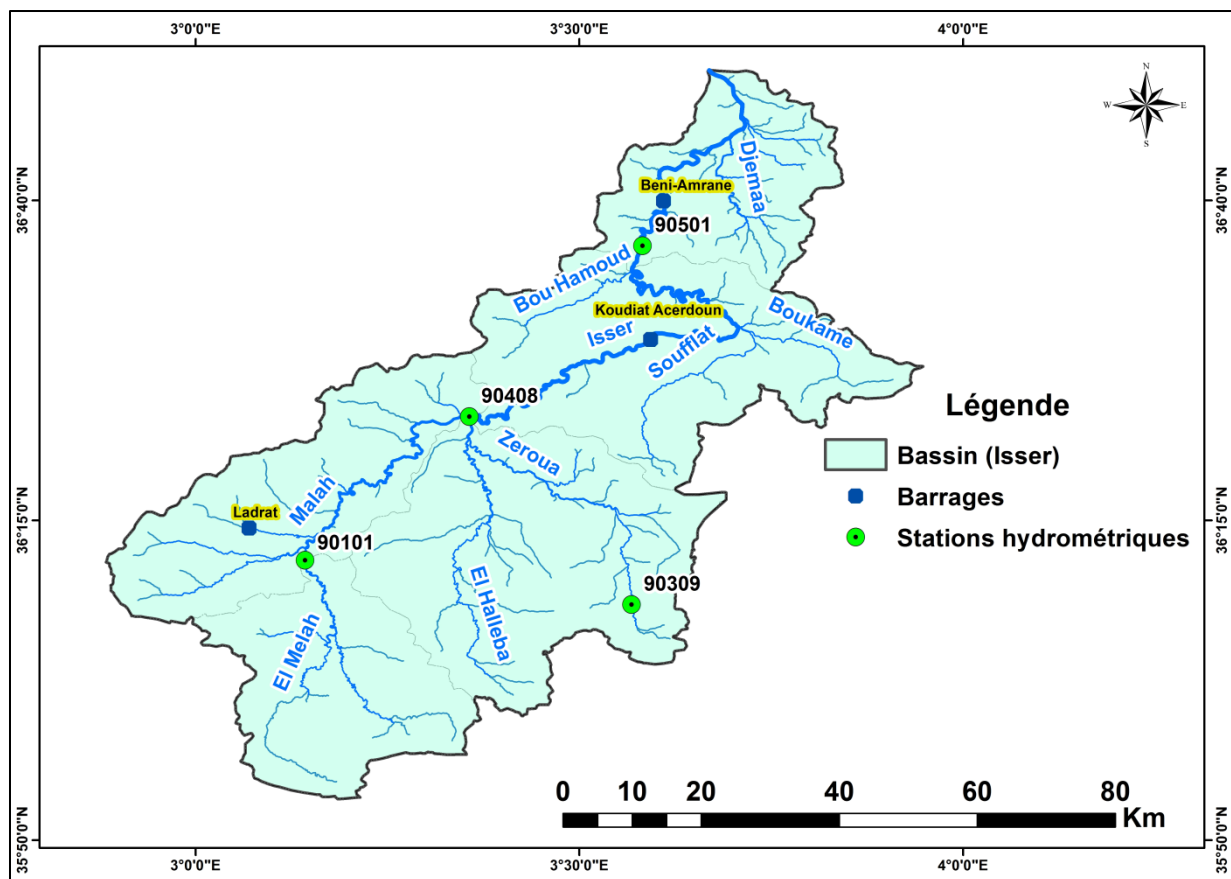 3°0'0"E
3°30'0"E
4°0'0"E
N
W
E
S
36°40'0"N
36°40'0"N
Djemaa
Beni-Amrane
90501
Bou Hamoud
Koudiat Acerdoun
Boukame
Isser
Soufflat
90408
Zeroua
Légende
Bassin (Isser)
Barrages
Stations hydrométriques
Malah
Ladrat
36°15'0"N
36°15'0"N
90101
90309
El Halleba
El Melah
0 10 20 40 60 80
Km
35°50'0"N
35°50'0"N
3°0'0"E
3°30'0"E
4°0'0"E